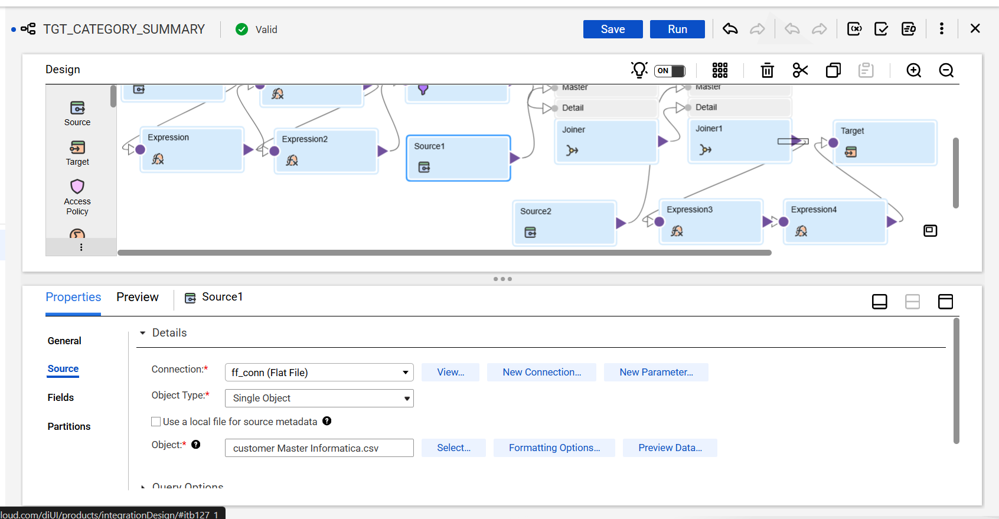 TGT_CATEGORY_SUMMARY
Valid
Save
Run
Design
ON
Source
Target
Access
Policy
Master
Detail
Master
Detail
Expression
Expression2
Source1
Joiner
Joiner1
Target
Source2
Expression3
Expression4
Properties
Preview
Source1
General
Source
Fields
Partitions
Details
Connection:*
ff_conn (Flat File)
View...
New Connection...
New Parameter...
Object Type:*
Single Object
Use a local file for source metadata
Object:*
customer Master Informatica.csv
Select...
Formatting Options...
Preview Data...
Query Options
loud.com/diUI/products/integrationDesign/#itb127_1